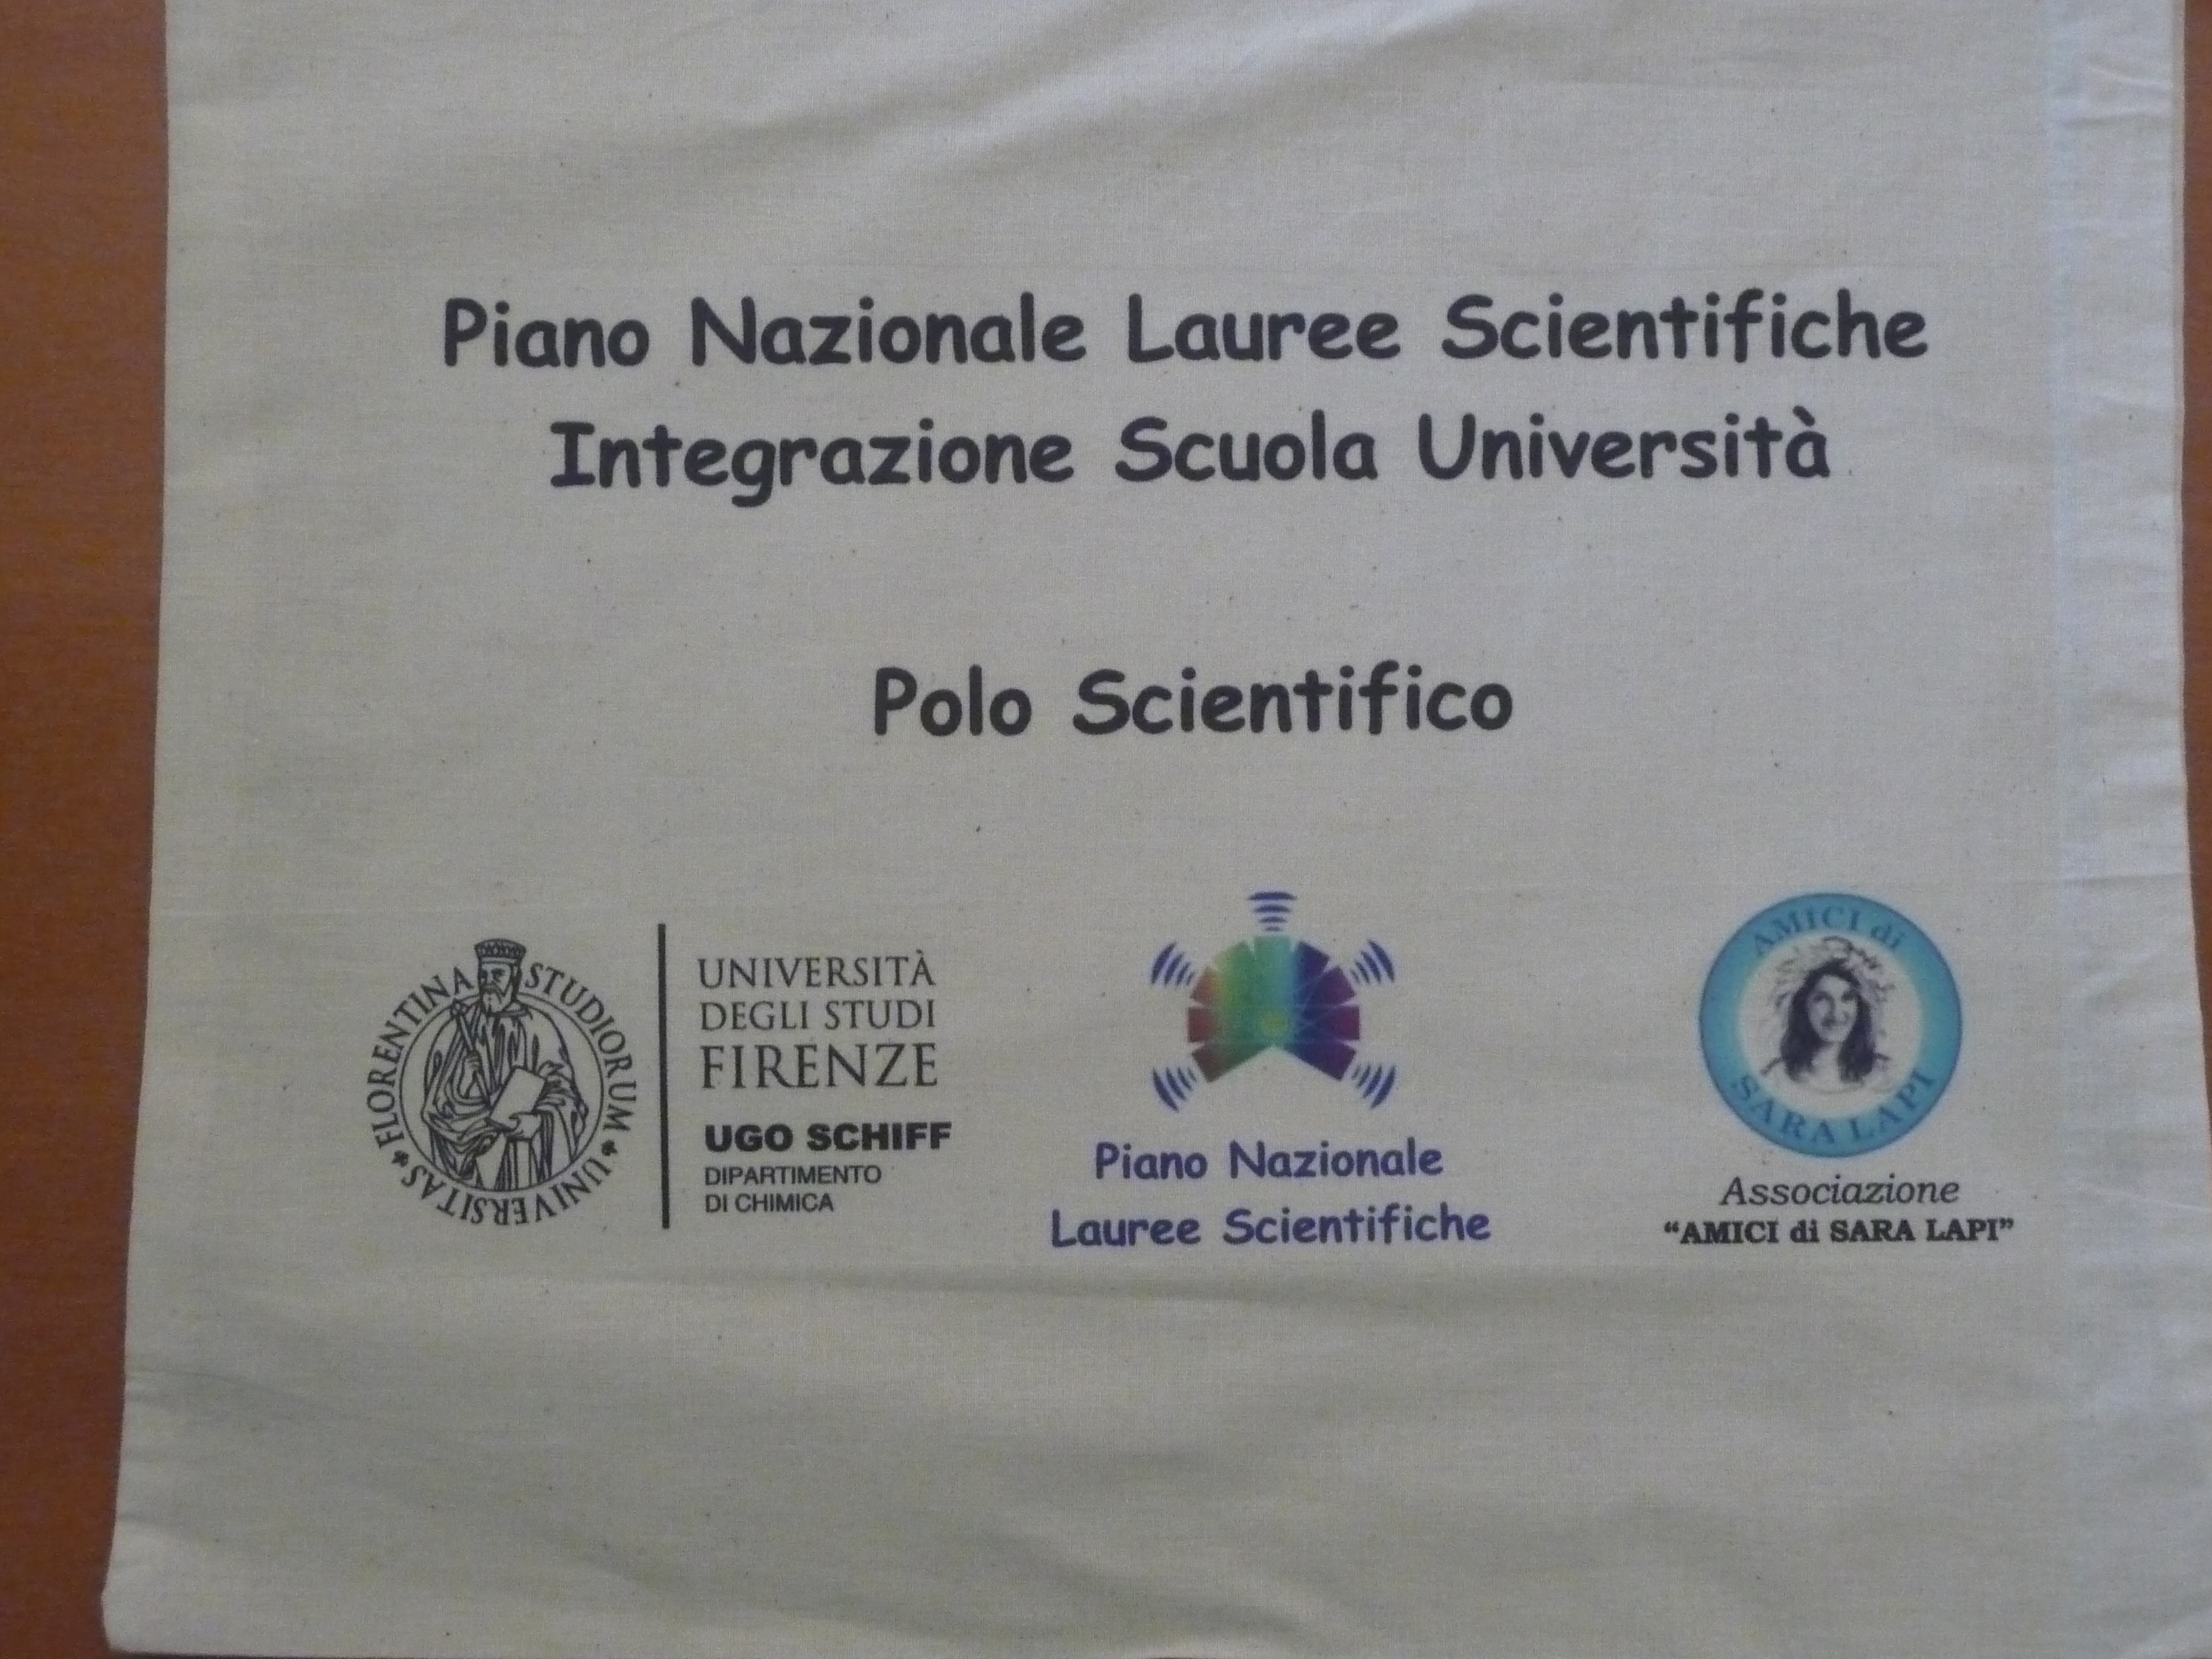 Piano Nazionale Lauree Scientifiche
Integrazione Scuola Università
Polo Scientifico
FLORENTINA STUDIORUM UNIVERSITAS
UNIVERSITÀ
DEGLI STUDI
FIRENZE
UGO SCHIFF
DIPARTIMENTO
DI CHIMICA
Piano Nazionale
Lauree Scientifiche
AMICI di
SARA LAPI
Associazione
“AMICI di SARA LAPI”